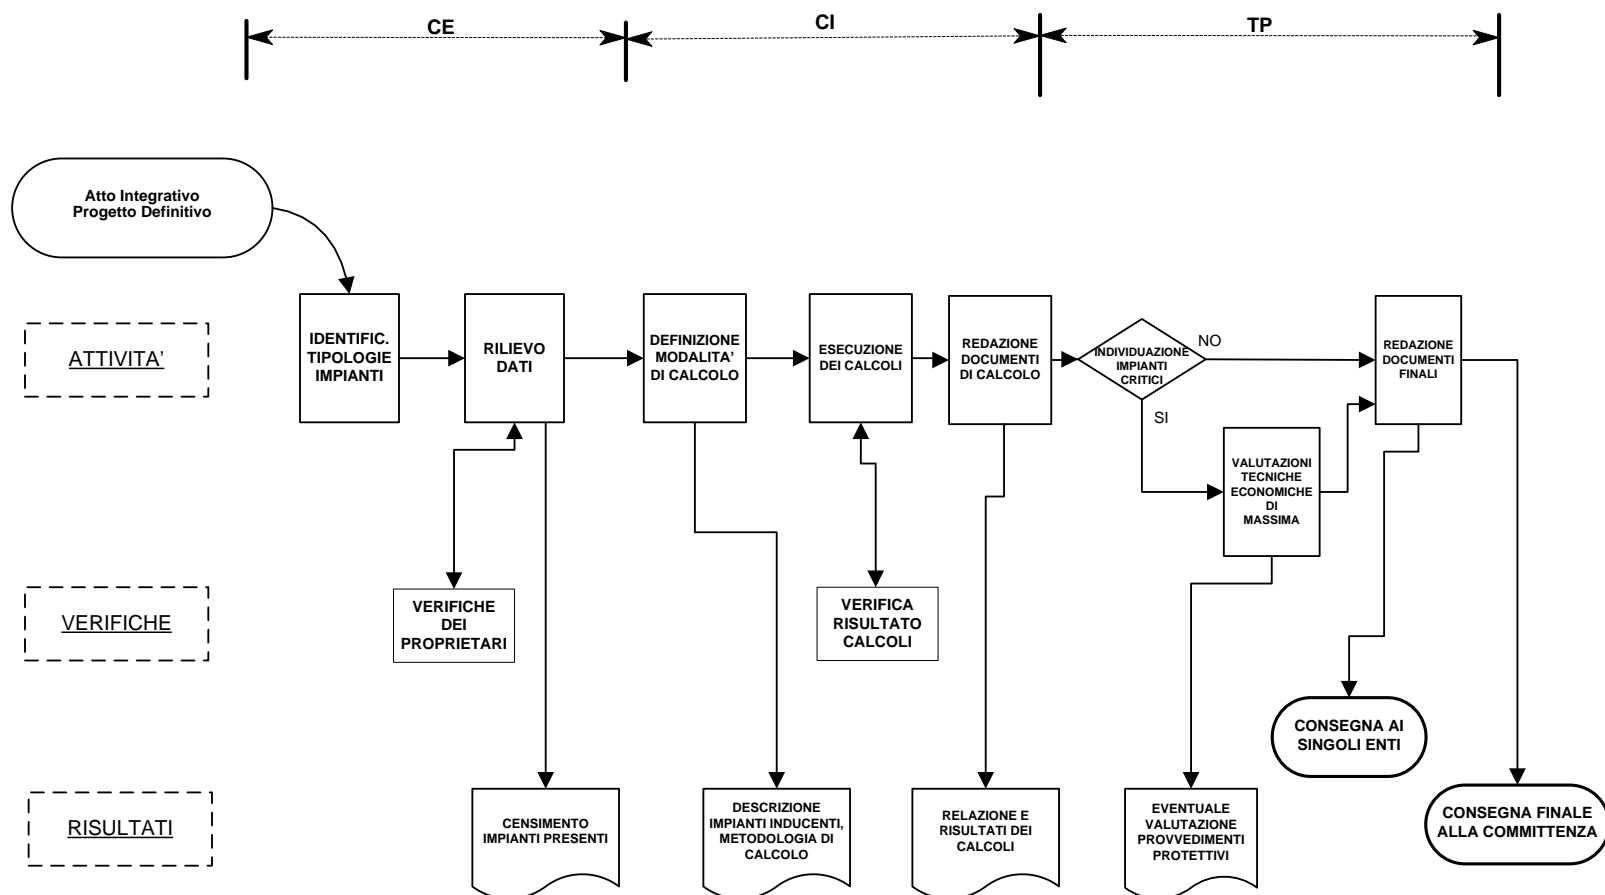 CE
CI
TP
Atto Integrativo
Progetto Definitivo
ATTIVITA'
IDENTIFIC.
TIPOLOGIE
IMPIANTI
RILIEVO
DATI
DEFINIZIONE
MODALITA'
DI CALCOLO
ESECUZIONE
DEI CALCOLI
REDAZIONE
DOCUMENTI
DI CALCOLO
INDIVIDUAZIONE
IMPIANTI
CRITICI
NO
SI
REDAZIONE
DOCUMENTI
FINALI
VALUTAZIONI
TECNICHE
ECONOMICHE
DI
MASSIMA
VERIFICHE
VERIFICHE
DEI
PROPRIETARI
VERIFICA
RISULTATO
CALCOLI
CONSEGNA AI
SINGOLI ENTI
RISULTATI
CENSIMENTO
IMPIANTI PRESENTI
DESCRIZIONE
IMPIANTI INDUCENTI,
METODOLOGIA DI
CALCOLO
RELAZIONE E
RISULTATI DEI
CALCOLI
EVENTUALE
VALUTAZIONE
PROVVEDIMENTI
PROTETTIVI
CONSEGNA FINALE
ALLA COMMITTENZA